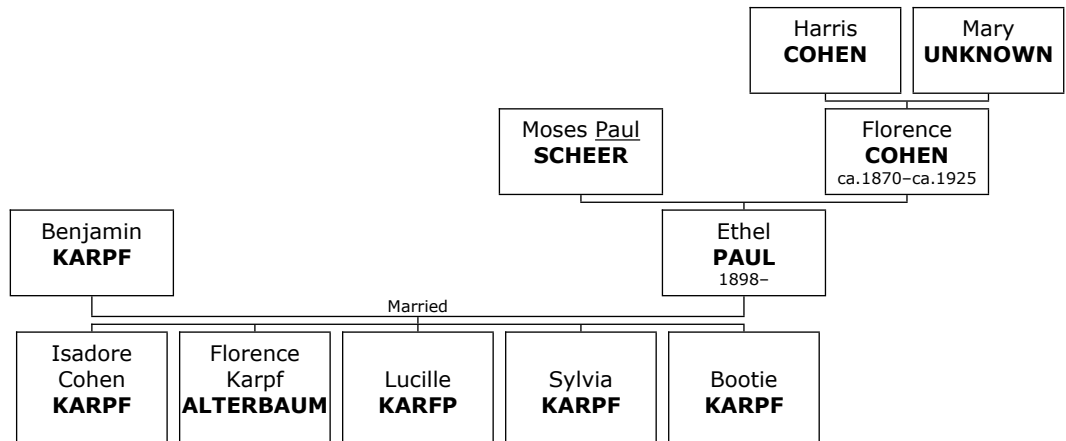 Harris
COHEN
Mary
UNKNOWN
Moses Paul
SCHEER
Florence
COHEN
ca.1870–ca.1925
Benjamin
KARPF
Ethel
PAUL
1898–
Married
Isadore
Cohen
KARPF
Florence
Karpf
ALTERBAUM
Lucille
KARFP
Sylvia
KARPF
Bootie
KARPF